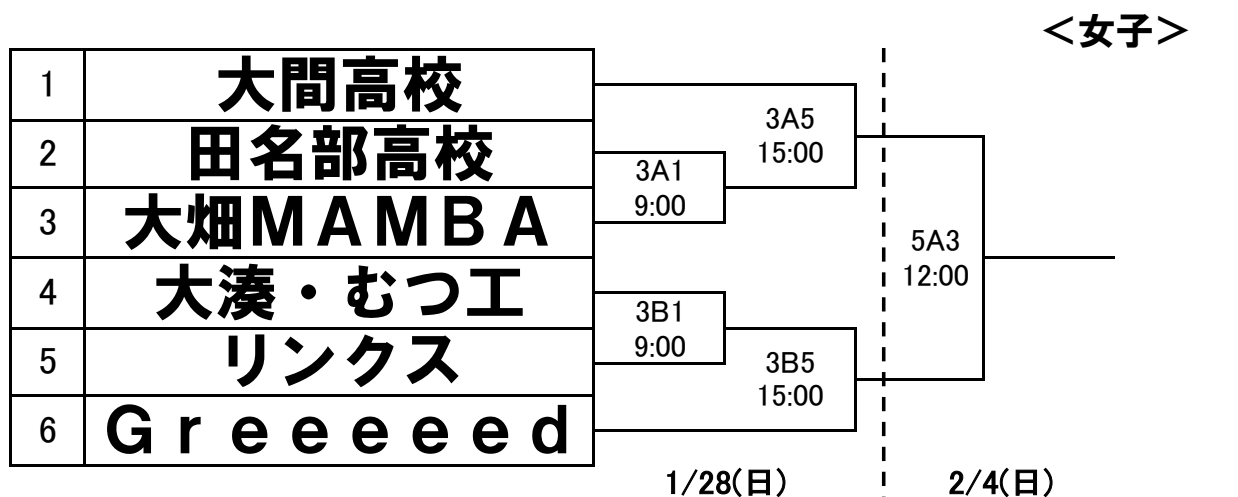 ＜女子＞
1 大間高校
2 田名部高校
3 大畑ＭＡＭＢＡ
4 大湊・むつ工
5 リンクス
6 Ｇｒｅｅｅｅｅｄ
3A5
15:00
3A1
9:00
5A3
12:00
3B1
9:00
3B5
15:00
1/28(日)
2/4(日)